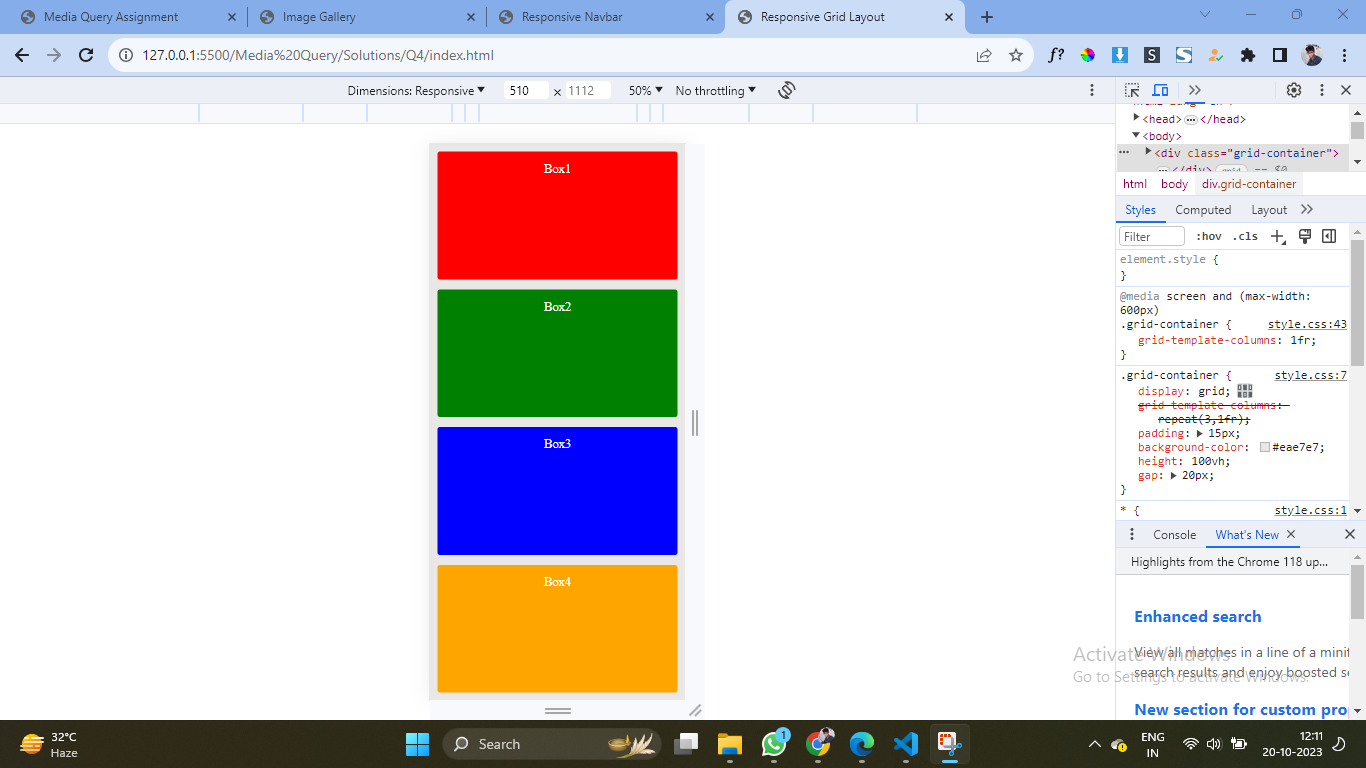 Media Query Assignment
Image Gallery
Responsive Navbar
Responsive Grid Layout
127.0.0.1:5500/Media%20Query/Solutions/Q4/index.html
f?
S
Dimensions: Responsive
510 x 1112
50%
No throttling
<head> ••• </head>
<body>
••• <div class="grid-container">
••• </div> grid == $0
html body div.grid-container
Styles Computed Layout
Filter
:hov .cls
element.style {
}
@media screen and (max-width:
600px)
.grid-container { style.css:43
grid-template-columns: 1fr;
}
.grid-container { style.css:7
display: grid;
grid-template-columns:
repeat(3,1fr);
padding: 15px;
background-color: #eae7e7;
height: 100vh;
gap: 20px;
}
* { style.css:1
Console What's New
Highlights from the Chrome 118 up...
Enhanced search
View all matches in a line of a minif
search results and enjoy boosted se
New section for custom pro
Box1
Box2
Box3
Box4
Activate Windows
Go to Settings to activate Windows.
32°C
Haze
Search
1
ENG
IN
12:11
20-10-2023